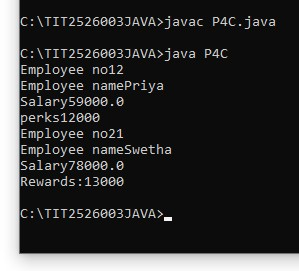 C:\TIT2526003JAVA>javac P4C.java
C:\TIT2526003JAVA>java P4C
Employee no12
Employee namePriya
Salary59000.0
perks12000
Employee no21
Employee nameSwetha
Salary78000.0
Rewards:13000
C:\TIT2526003JAVA>